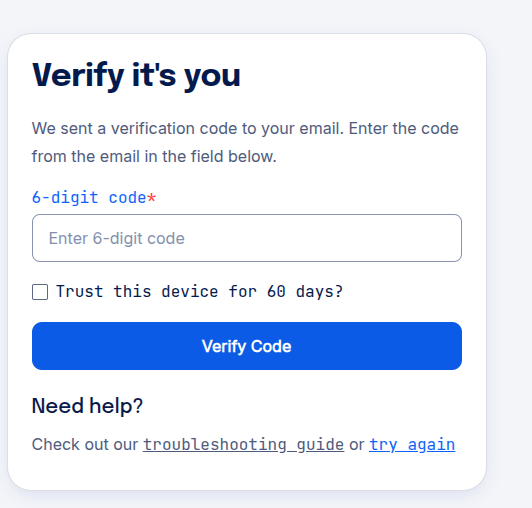 Verify it's you
We sent a verification code to your email. Enter the code
from the email in the field below.
6-digit code*
Enter 6-digit code
Trust this device for 60 days?
Verify Code
Need help?
Check out our troubleshooting guide or try again